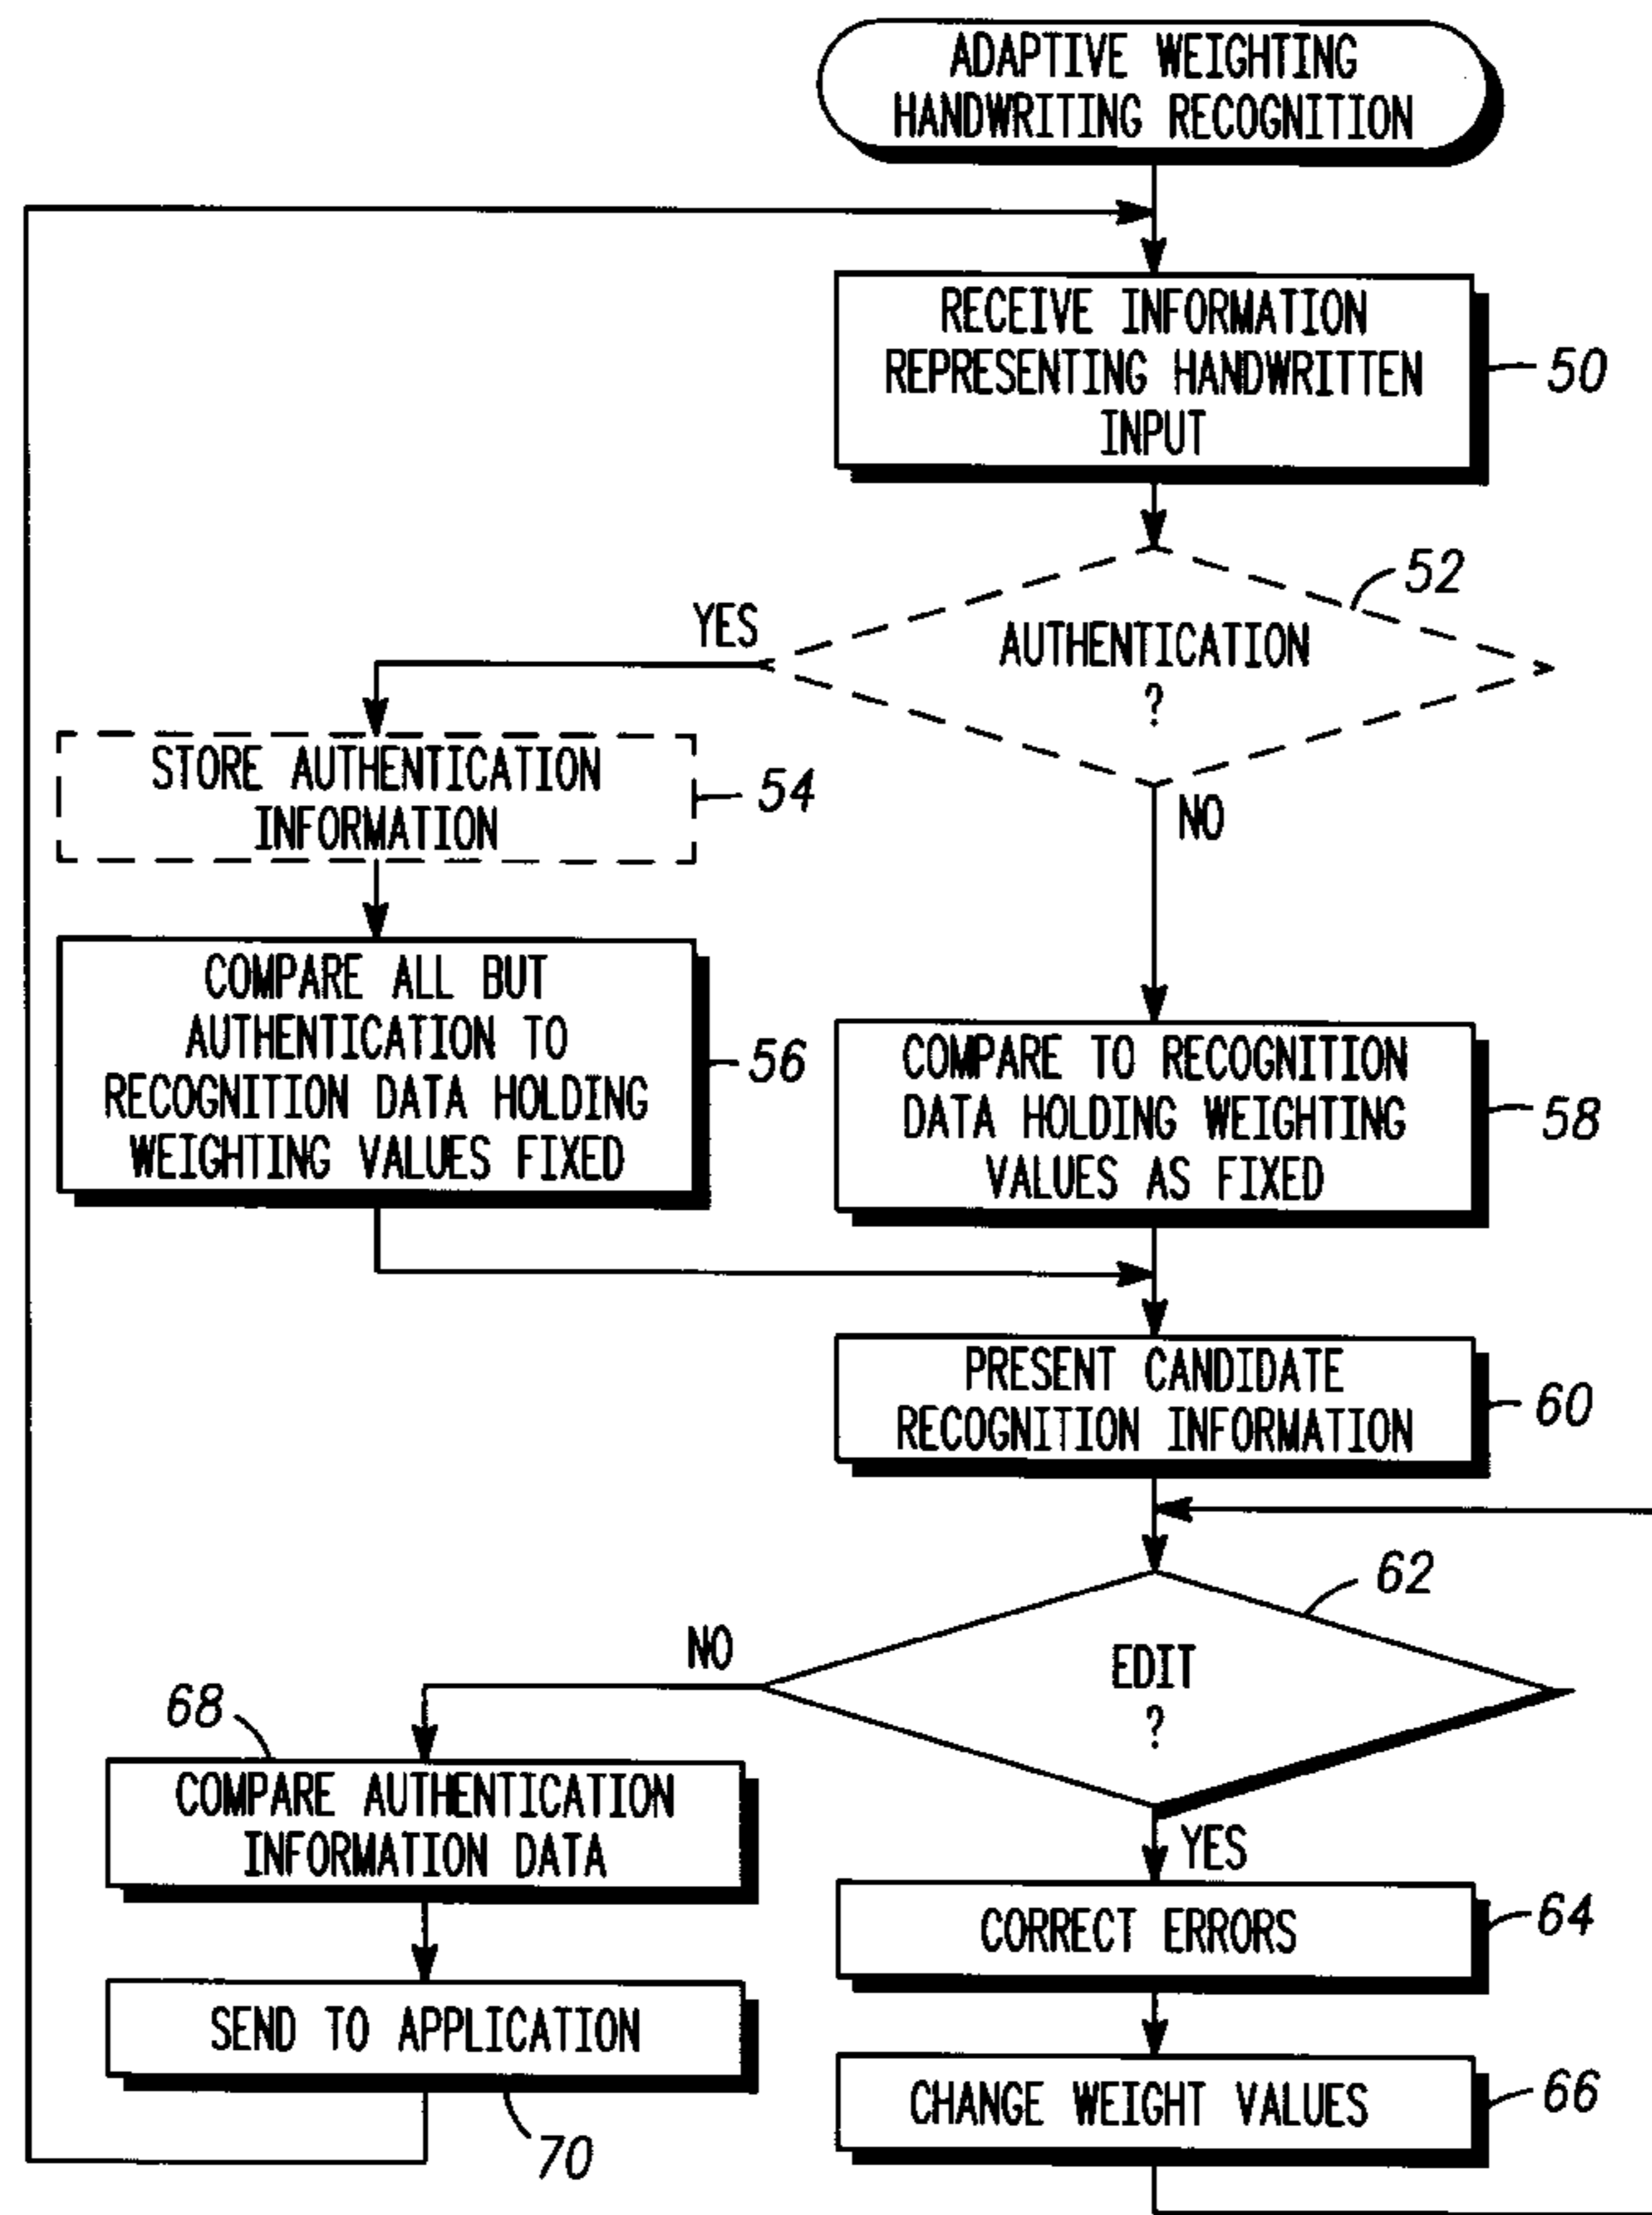 ADAPTIVE WEIGHTING
HANDWRITING RECOGNITION
RECEIVE INFORMATION
REPRESENTING HANDWRITTEN
INPUT
50
52
YES
AUTHENTICATION
?
NO
STORE AUTHENTICATION
INFORMATION
54
COMPARE ALL BUT
AUTHENTICATION TO
RECOGNITION DATA HOLDING
WEIGHTING VALUES FIXED
56
COMPARE TO RECOGNITION
DATA HOLDING WEIGHTING
VALUES AS FIXED
58
PRESENT CANDIDATE
RECOGNITION INFORMATION
60
62
NO
EDIT
?
YES
68
COMPARE AUTHENTICATION
INFORMATION DATA
CORRECT ERRORS
64
SEND TO APPLICATION
70
CHANGE WEIGHT VALUES
66